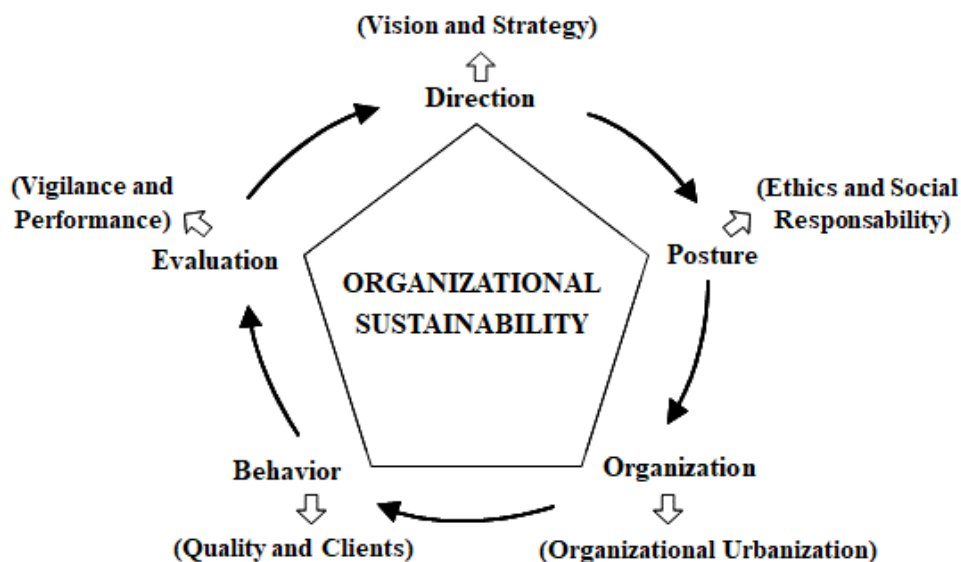 (Vision and Strategy)
Direction
(Vigilance and
Performance)
Evaluation
(Ethics and Social
Responsability)
Posture
ORGANIZATIONAL
SUSTAINABILITY
Behavior
(Quality and Clients)
Organization
(Organizational Urbanization)